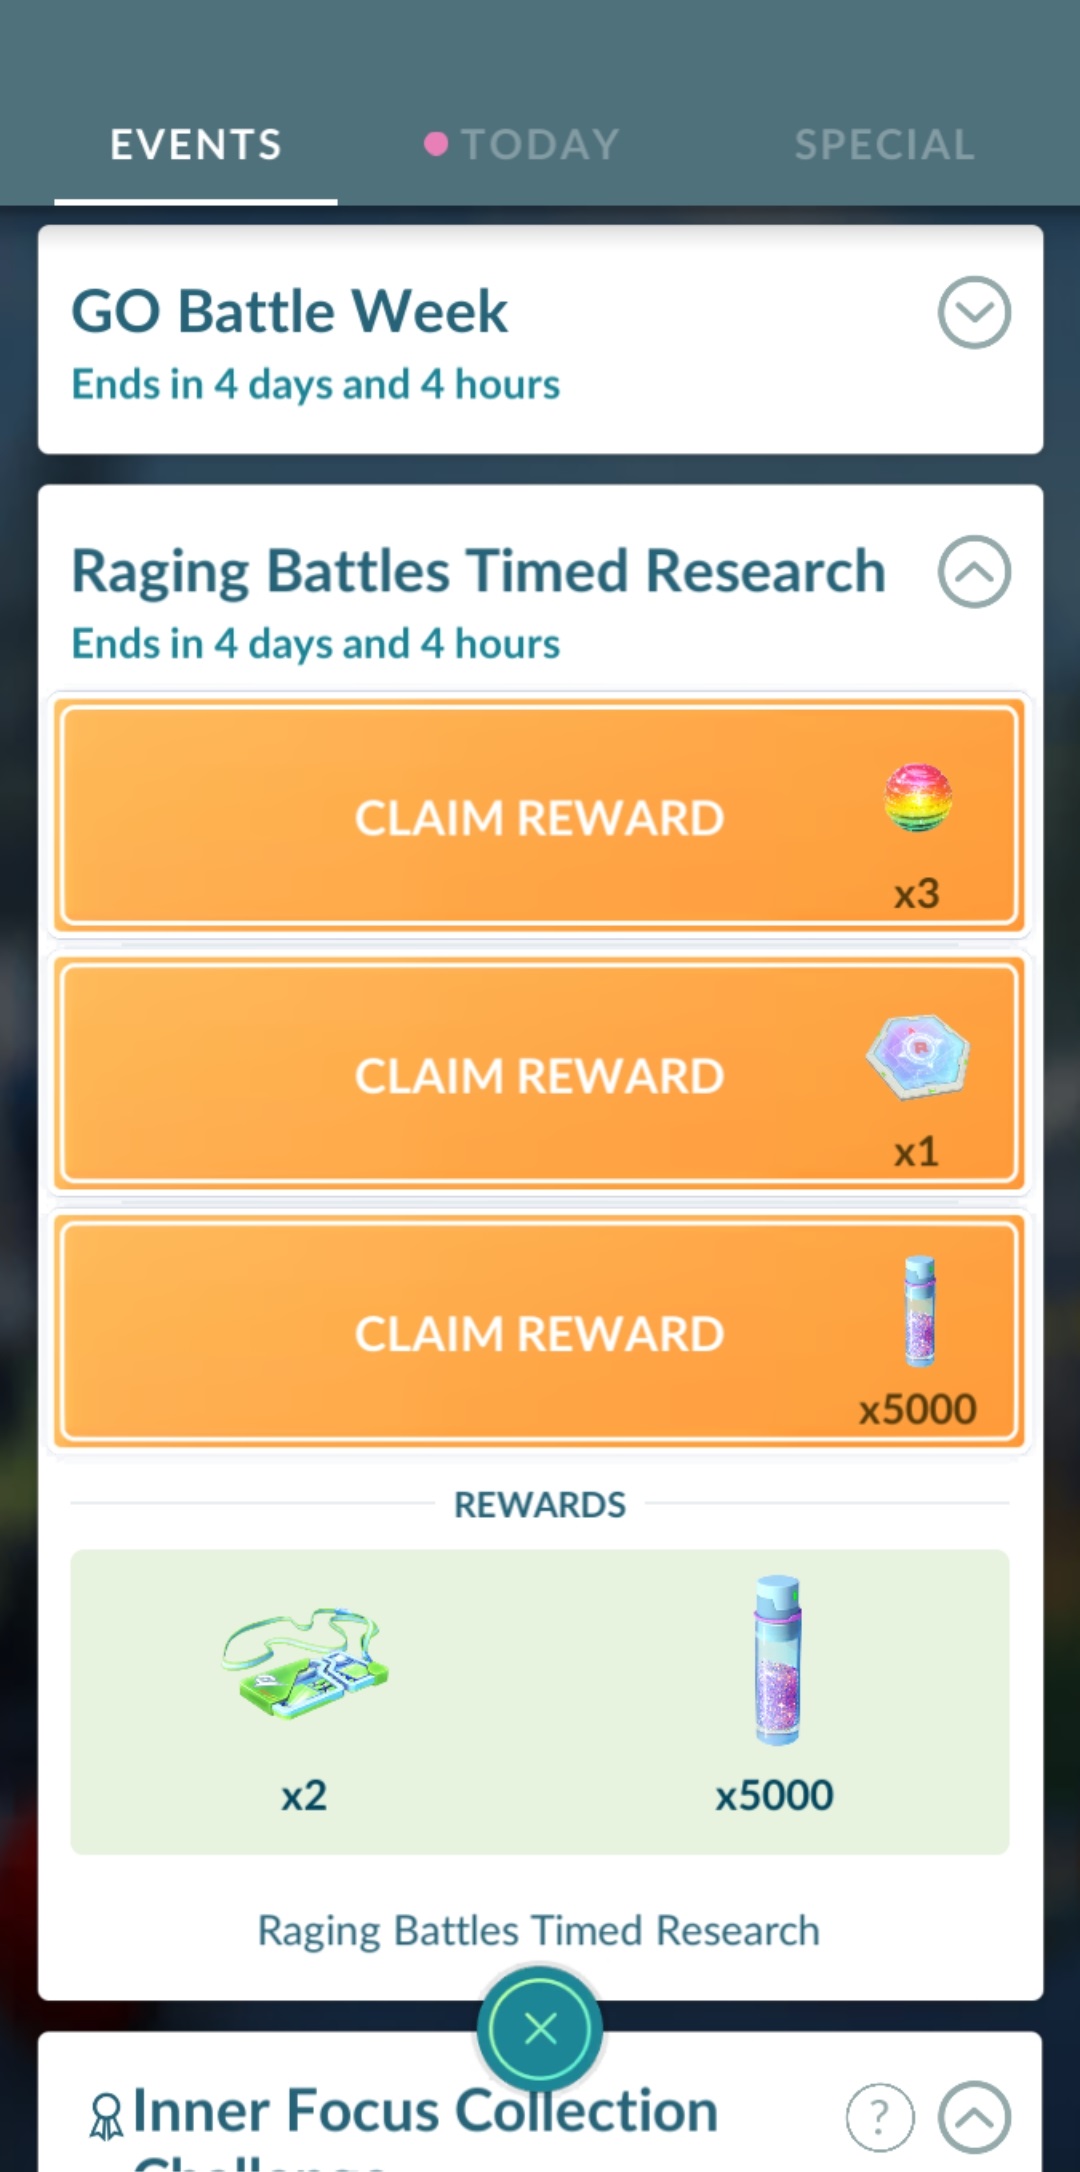 EVENTS
TODAY
SPECIAL
GO Battle Week
Ends in 4 days and 4 hours
Raging Battles Timed Research
Ends in 4 days and 4 hours
CLAIM REWARD
x3
CLAIM REWARD
R
x1
CLAIM REWARD
x5000
REWARDS
x2
x5000
Raging Battles Timed Research
Inner Focus Collection
?
Challenge